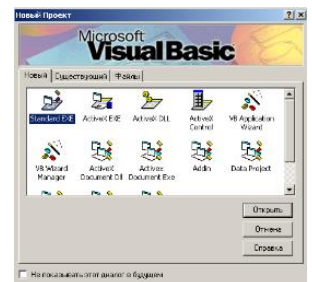 Новый Проект
Microsoft
Visual Basic
Новый Существующий Файлы
Standard EXE ActiveX EXE ActiveX DLL ActiveX Control VB Application Wizard
VB Wizard Manager ActiveX Document Dll Activex Document Exe Addin Data Project
Открыть
Отмена
Справка
Не показывать этот диалог в будущем